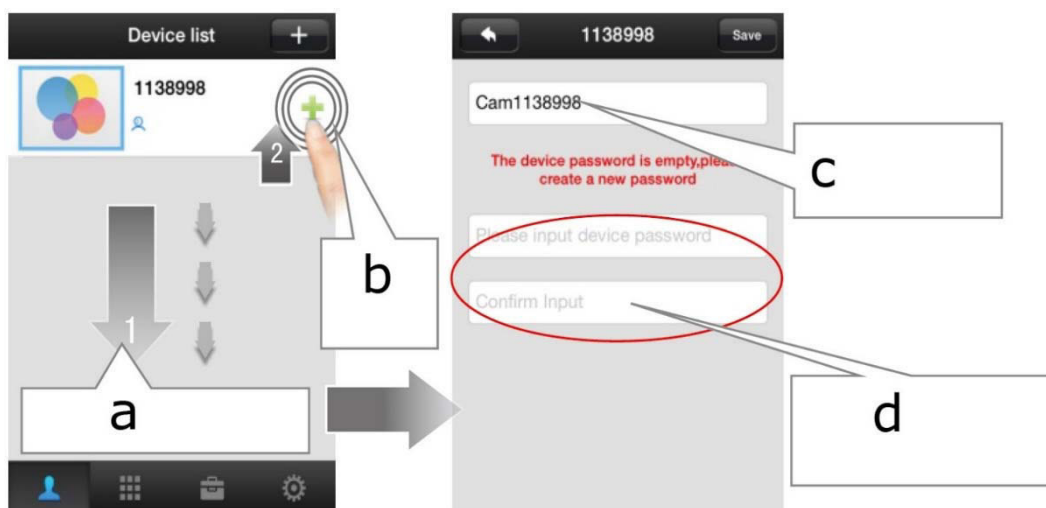 Device list
+
1138998
2
1
a
b
1138998
Save
Cam1138998
The device password is empty,plea
create a new password
Please input device password
Confirm Input
c
d